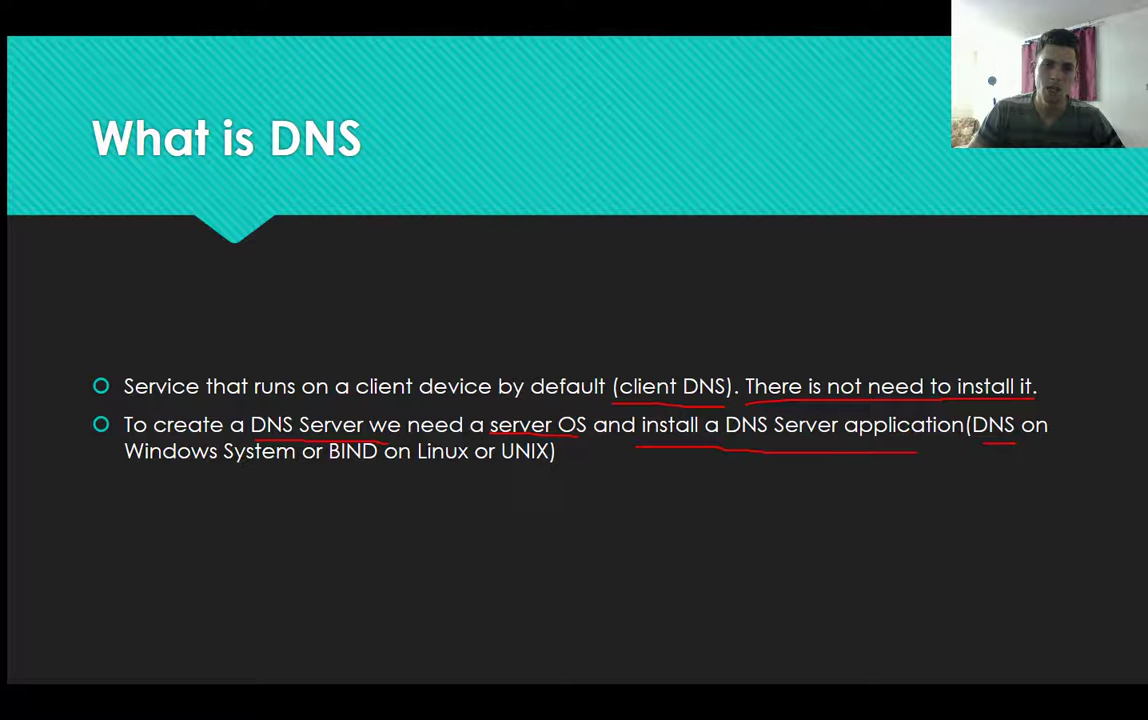 What is DNS
Service that runs on a client device by default (client DNS). There is not need to install it.
To create a DNS Server we need a server OS and install a DNS Server application(DNS on
Windows System or BIND on Linux or UNIX)